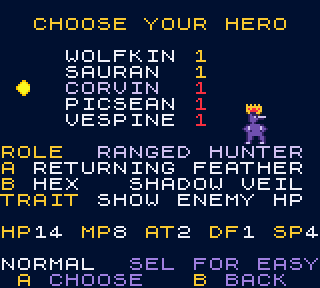 CHOOSE YOUR HERO
WOLFKIN 1
SAURAN 1
CORVIN 1
PICSEAN 1
VESPINE 1
ROLE RANGED HUNTER
A RETURNING FEATHER
B HEX SHADOW VEIL
TRAIT SHOW ENEMY HP
HP14 MP8 AT2 DF1 SP4
NORMAL SEL FOR EASY
A CHOOSE B BACK